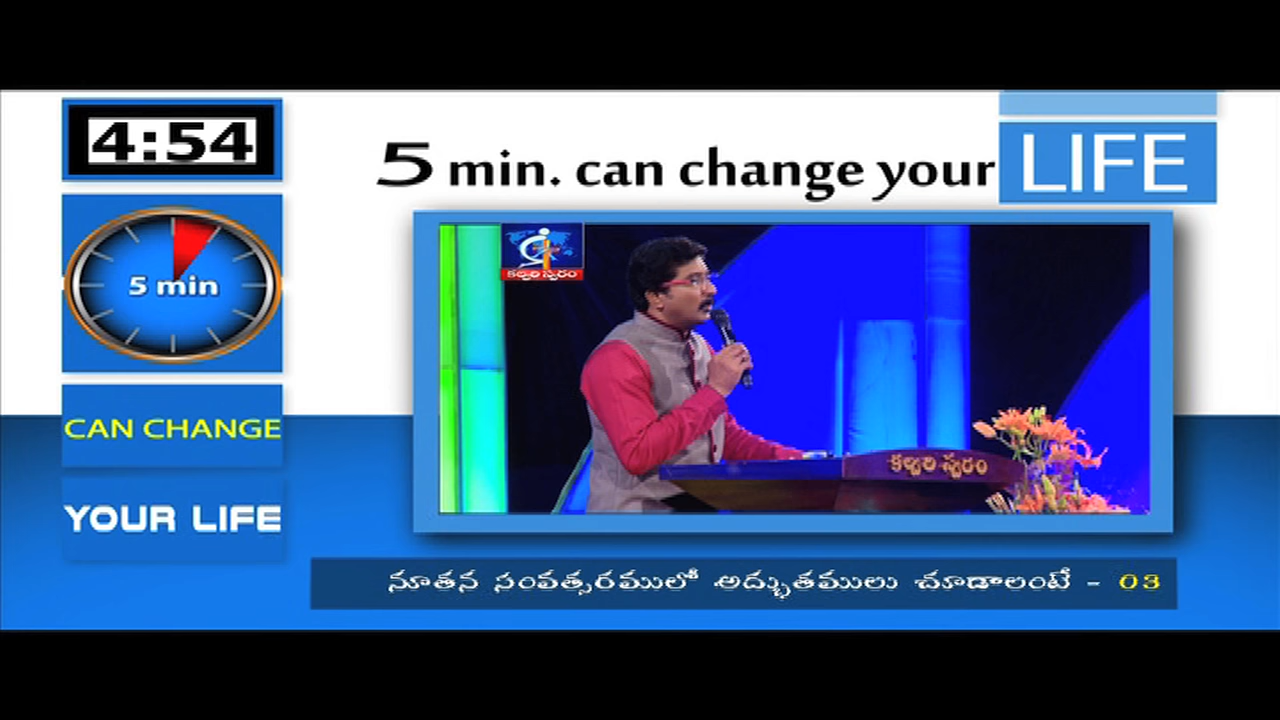 4:54
5 min. can change your LIFE
5 min
CAN CHANGE
YOUR LIFE
కల్వరి స్వరం
కల్వరి స్వరం
నూతన సంవత్సరములో అద్భుతములు చూడాలంటే - 03